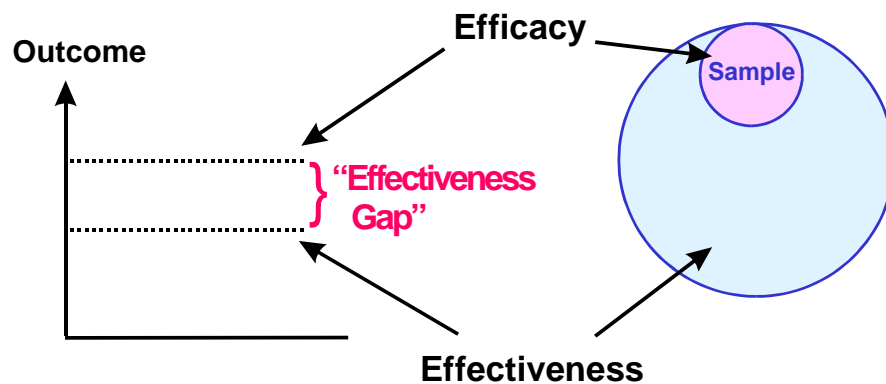 Efficacy
Outcome
Sample
“Effectiveness
Gap”
Effectiveness